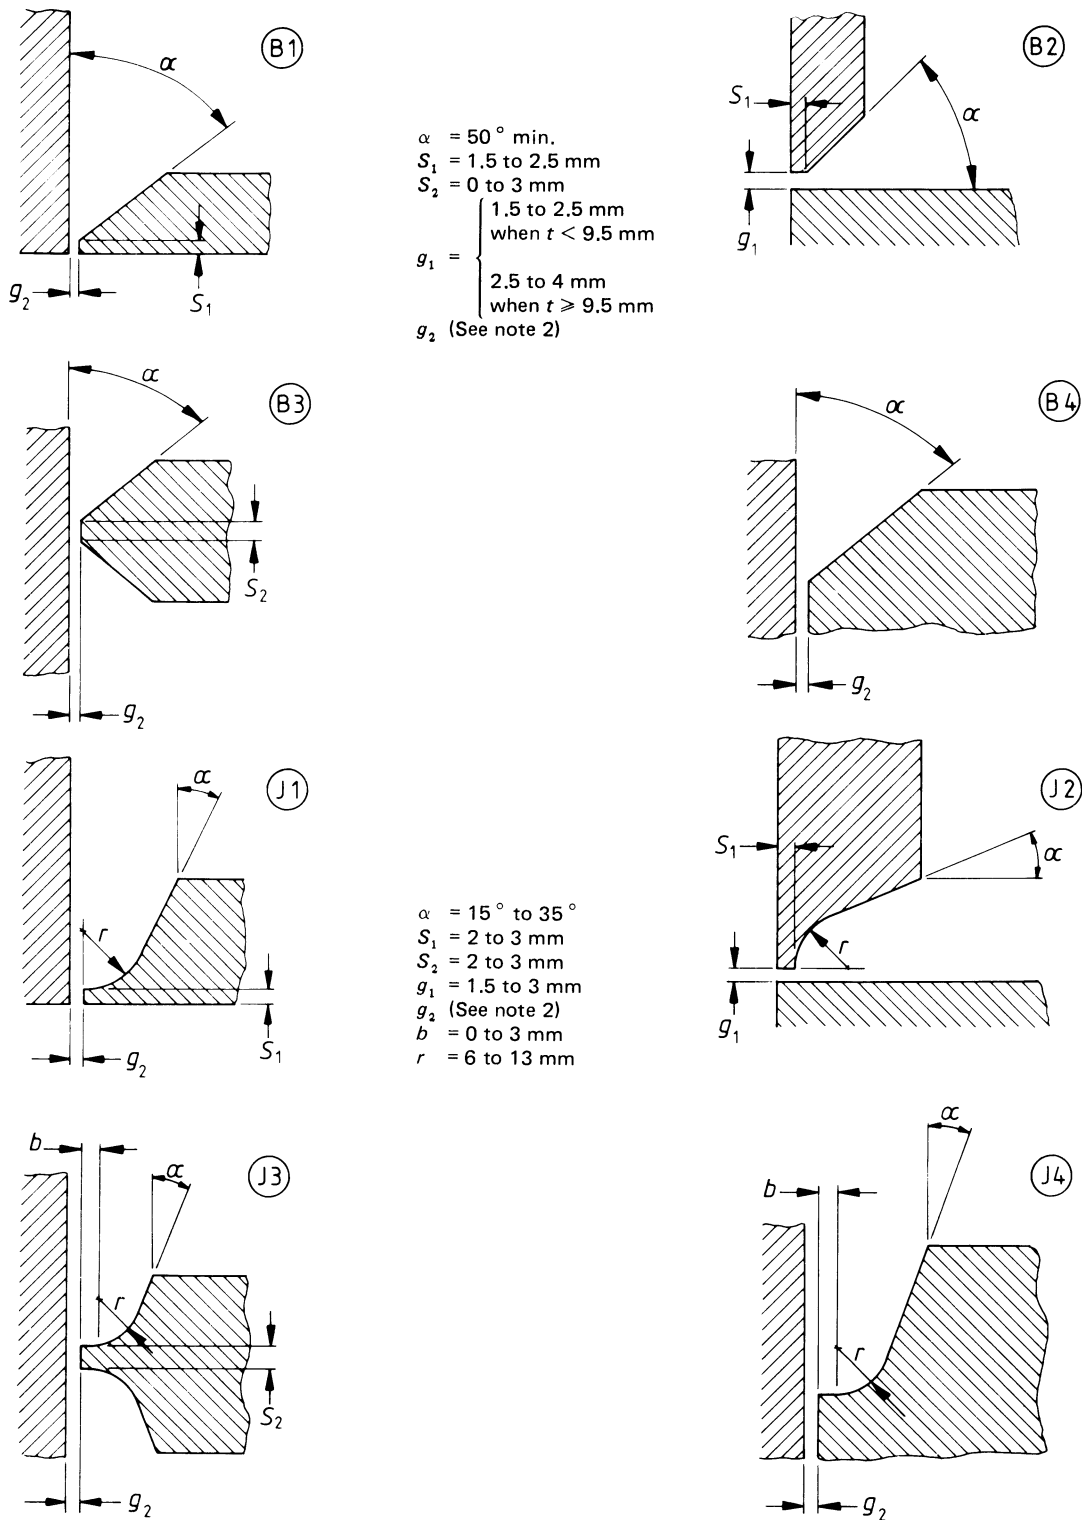 B1
α
g₂
S₁
α = 50° min.
S₁ = 1.5 to 2.5 mm
S₂ = 0 to 3 mm
g₁ = { 1.5 to 2.5 mm
when t < 9.5 mm
2.5 to 4 mm
when t ⩾ 9.5 mm
g₂ (See note 2)
B2
S₁
α
g₁
B3
α
S₂
g₂
B4
α
g₂
J1
α
r
S₁
g₂
α = 15° to 35°
S₁ = 2 to 3 mm
S₂ = 2 to 3 mm
g₁ = 1.5 to 3 mm
g₂ (See note 2)
b = 0 to 3 mm
r = 6 to 13 mm
J2
S₁
α
r
g₁
J3
b
α
r
S₂
g₂
J4
α
b
r
g₂